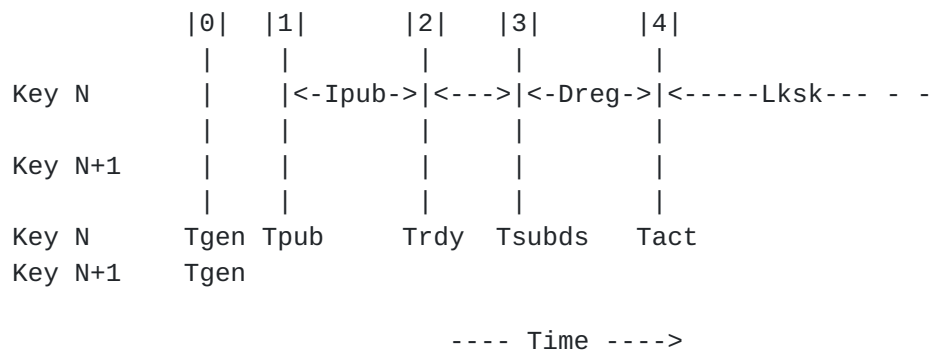 |0|  |1|       |2|   |3|      |4|
            |    |         |     |        |
Key N       |    |<-Ipub->|<--->|<-Dreg->|<-----Lksk--- - -
            |    |         |     |        |
Key N+1     |    |         |     |        |
            |    |         |     |        |
Key N      Tgen Tpub     Trdy  Tsubds   Tact
Key N+1    Tgen
---- Time ---->